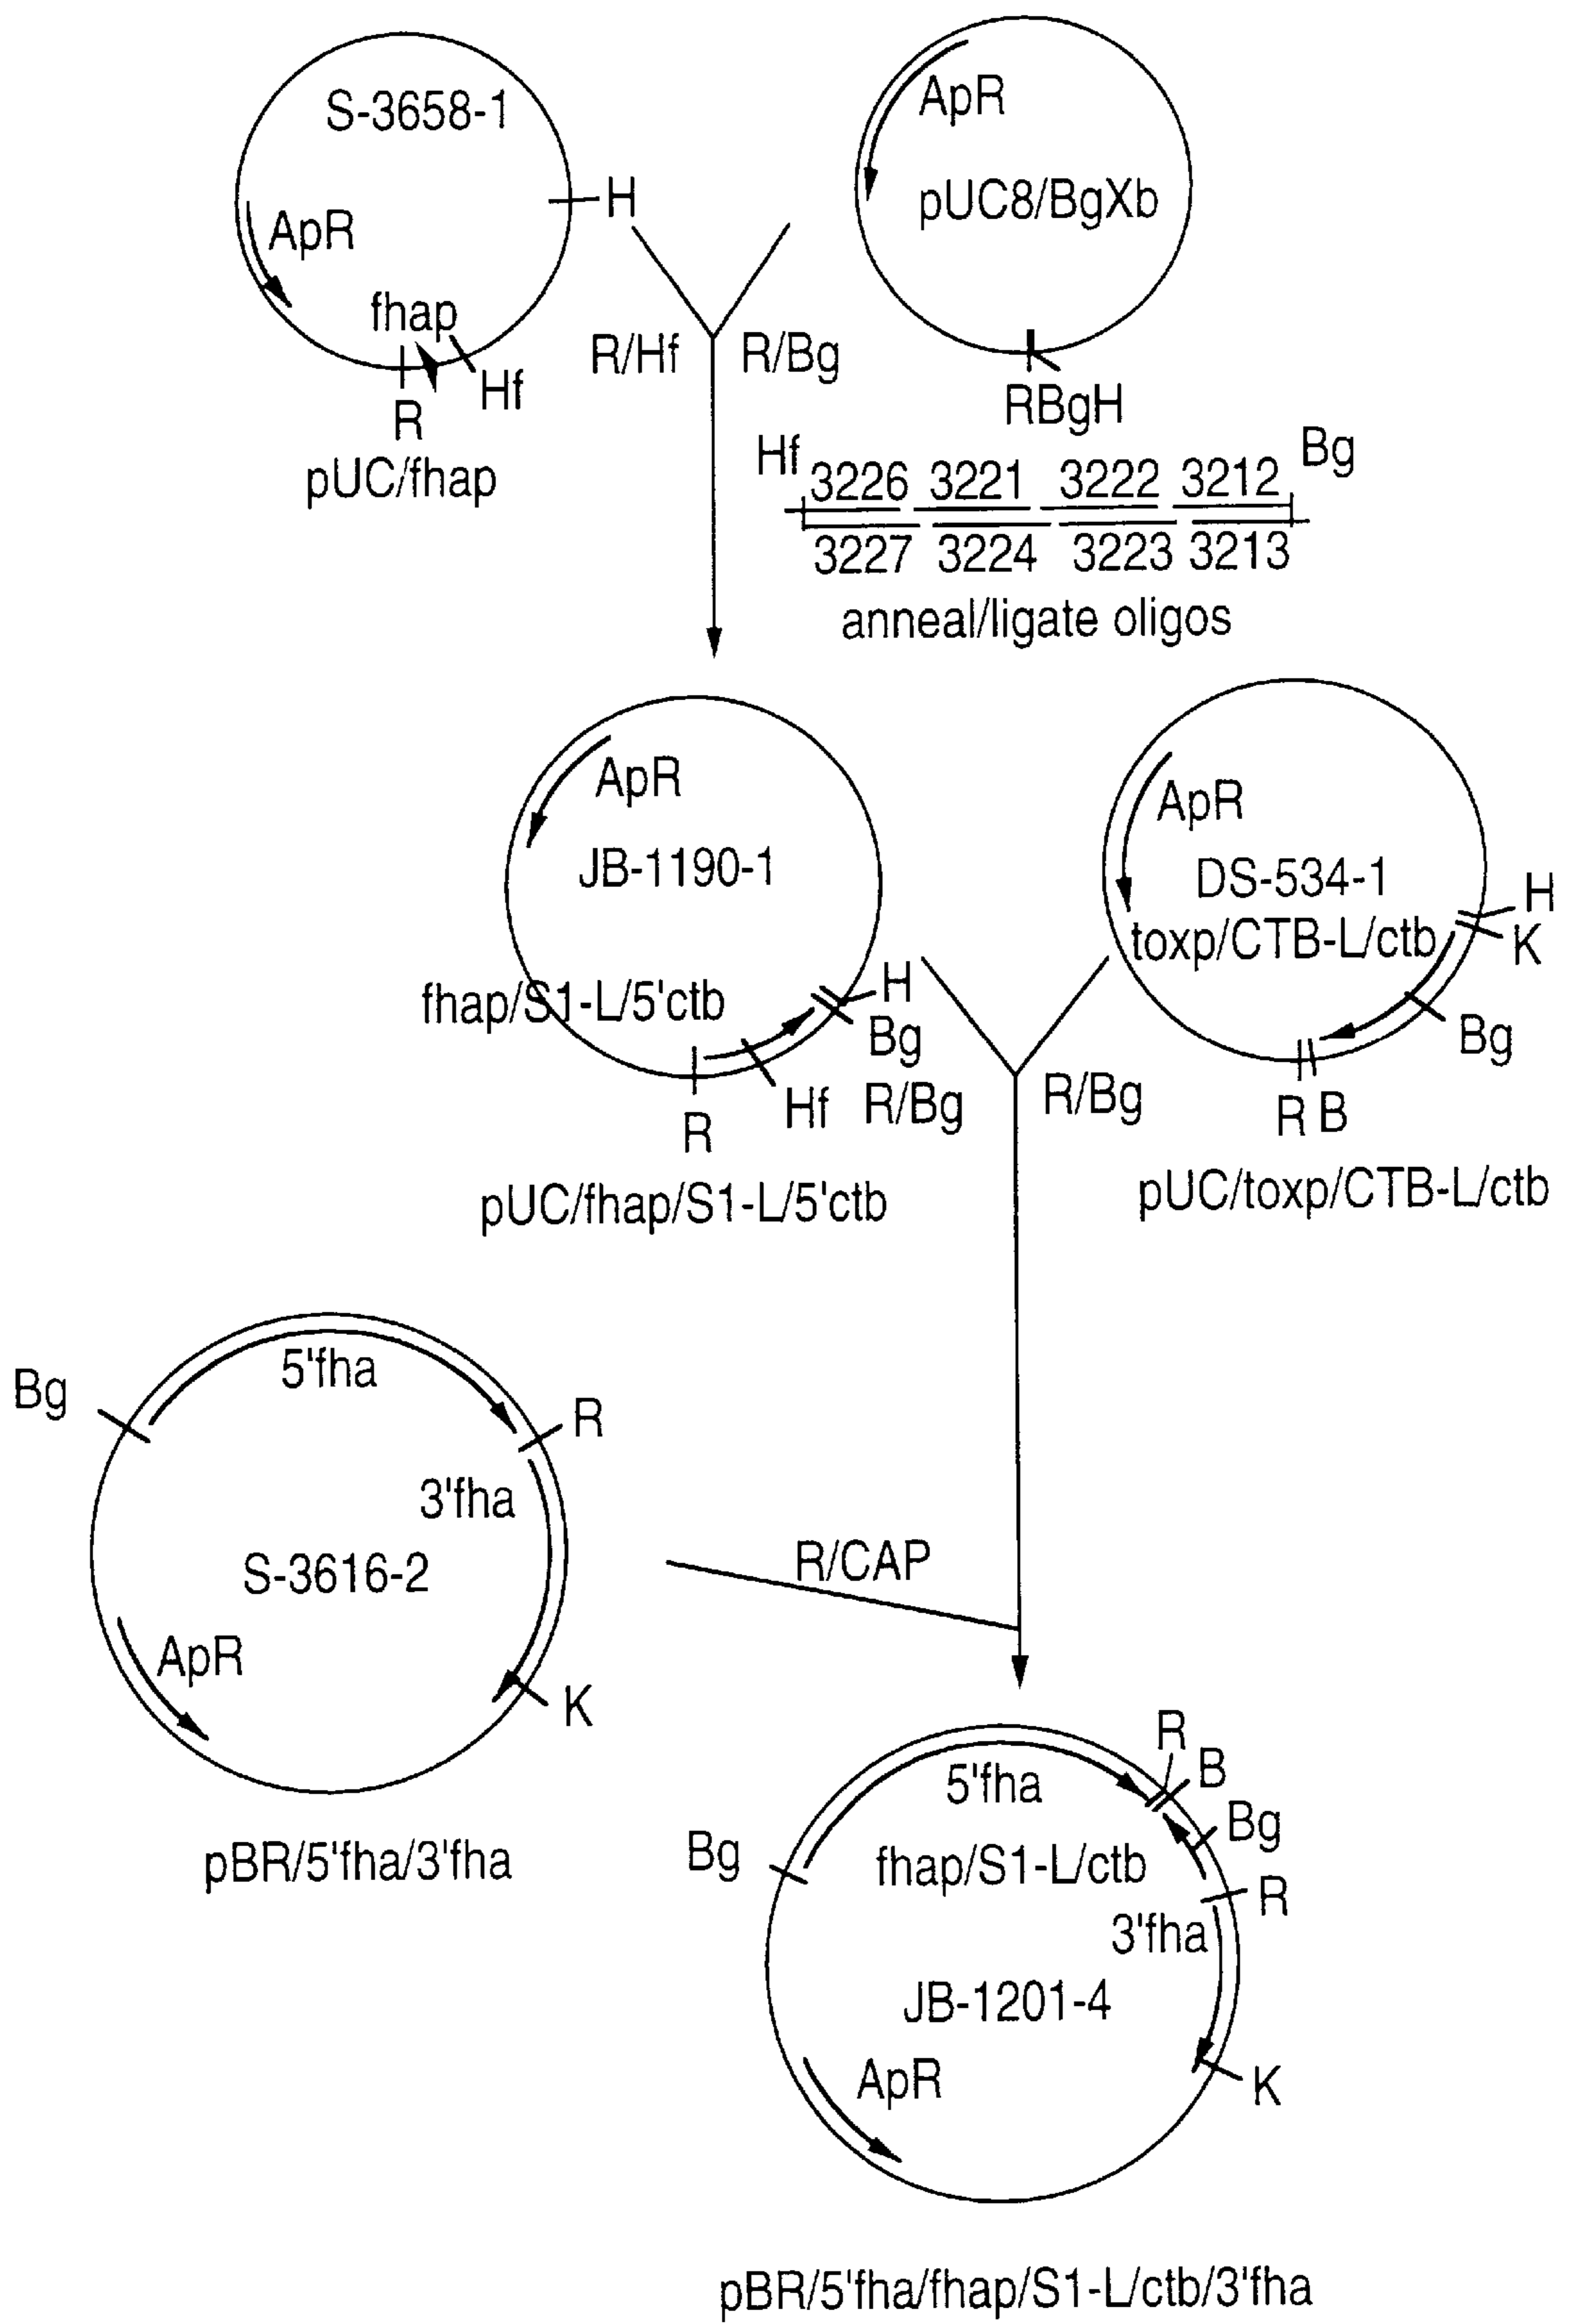 S-3658-1
ApR
H
fhap
Hf
R
pUC/fhap
ApR
pUC8/BgXb
RBgH
R/Hf
R/Bg
Hf
3226 3221 3222 3212
Bg
3227 3224 3223 3213
anneal/ligate oligos
ApR
JB-1190-1
fhap/S1-L/5'ctb
H
Bg
Hf
R
pUC/fhap/S1-L/5'ctb
ApR
DS-534-1
toxp/CTB-L/ctb
H
K
Bg
R B
pUC/toxp/CTB-L/ctb
R/Bg
R/Bg
Bg
5'fha
R
3'fha
S-3616-2
ApR
K
pBR/5'fha/3'fha
R/CAP
R
B
5'fha
Bg
Bg
fhap/S1-L/ctb
R
3'fha
JB-1201-4
ApR
K
pBR/5'fha/fhap/S1-L/ctb/3'fha